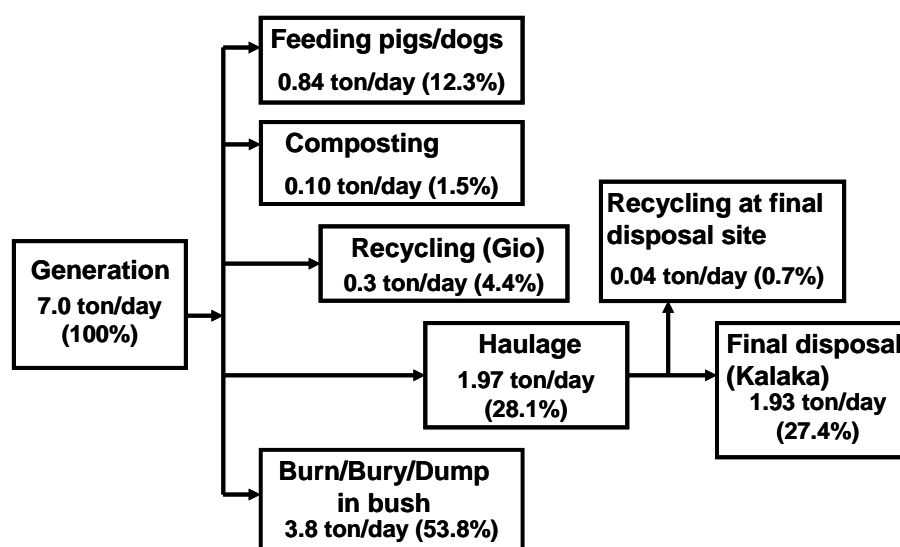 Feeding pigs/dogs
0.84 ton/day (12.3%)
Composting
0.10 ton/day (1.5%)
Recycling at final
disposal site
0.04 ton/day (0.7%)
Recycling (Gio)
0.3 ton/day (4.4%)
Generation
7.0 ton/day
(100%)
Haulage
1.97 ton/day
(28.1%)
Final disposal
(Kalaka)
1.93 ton/day
(27.4%)
Burn/Bury/Dump
in bush
3.8 ton/day (53.8%)